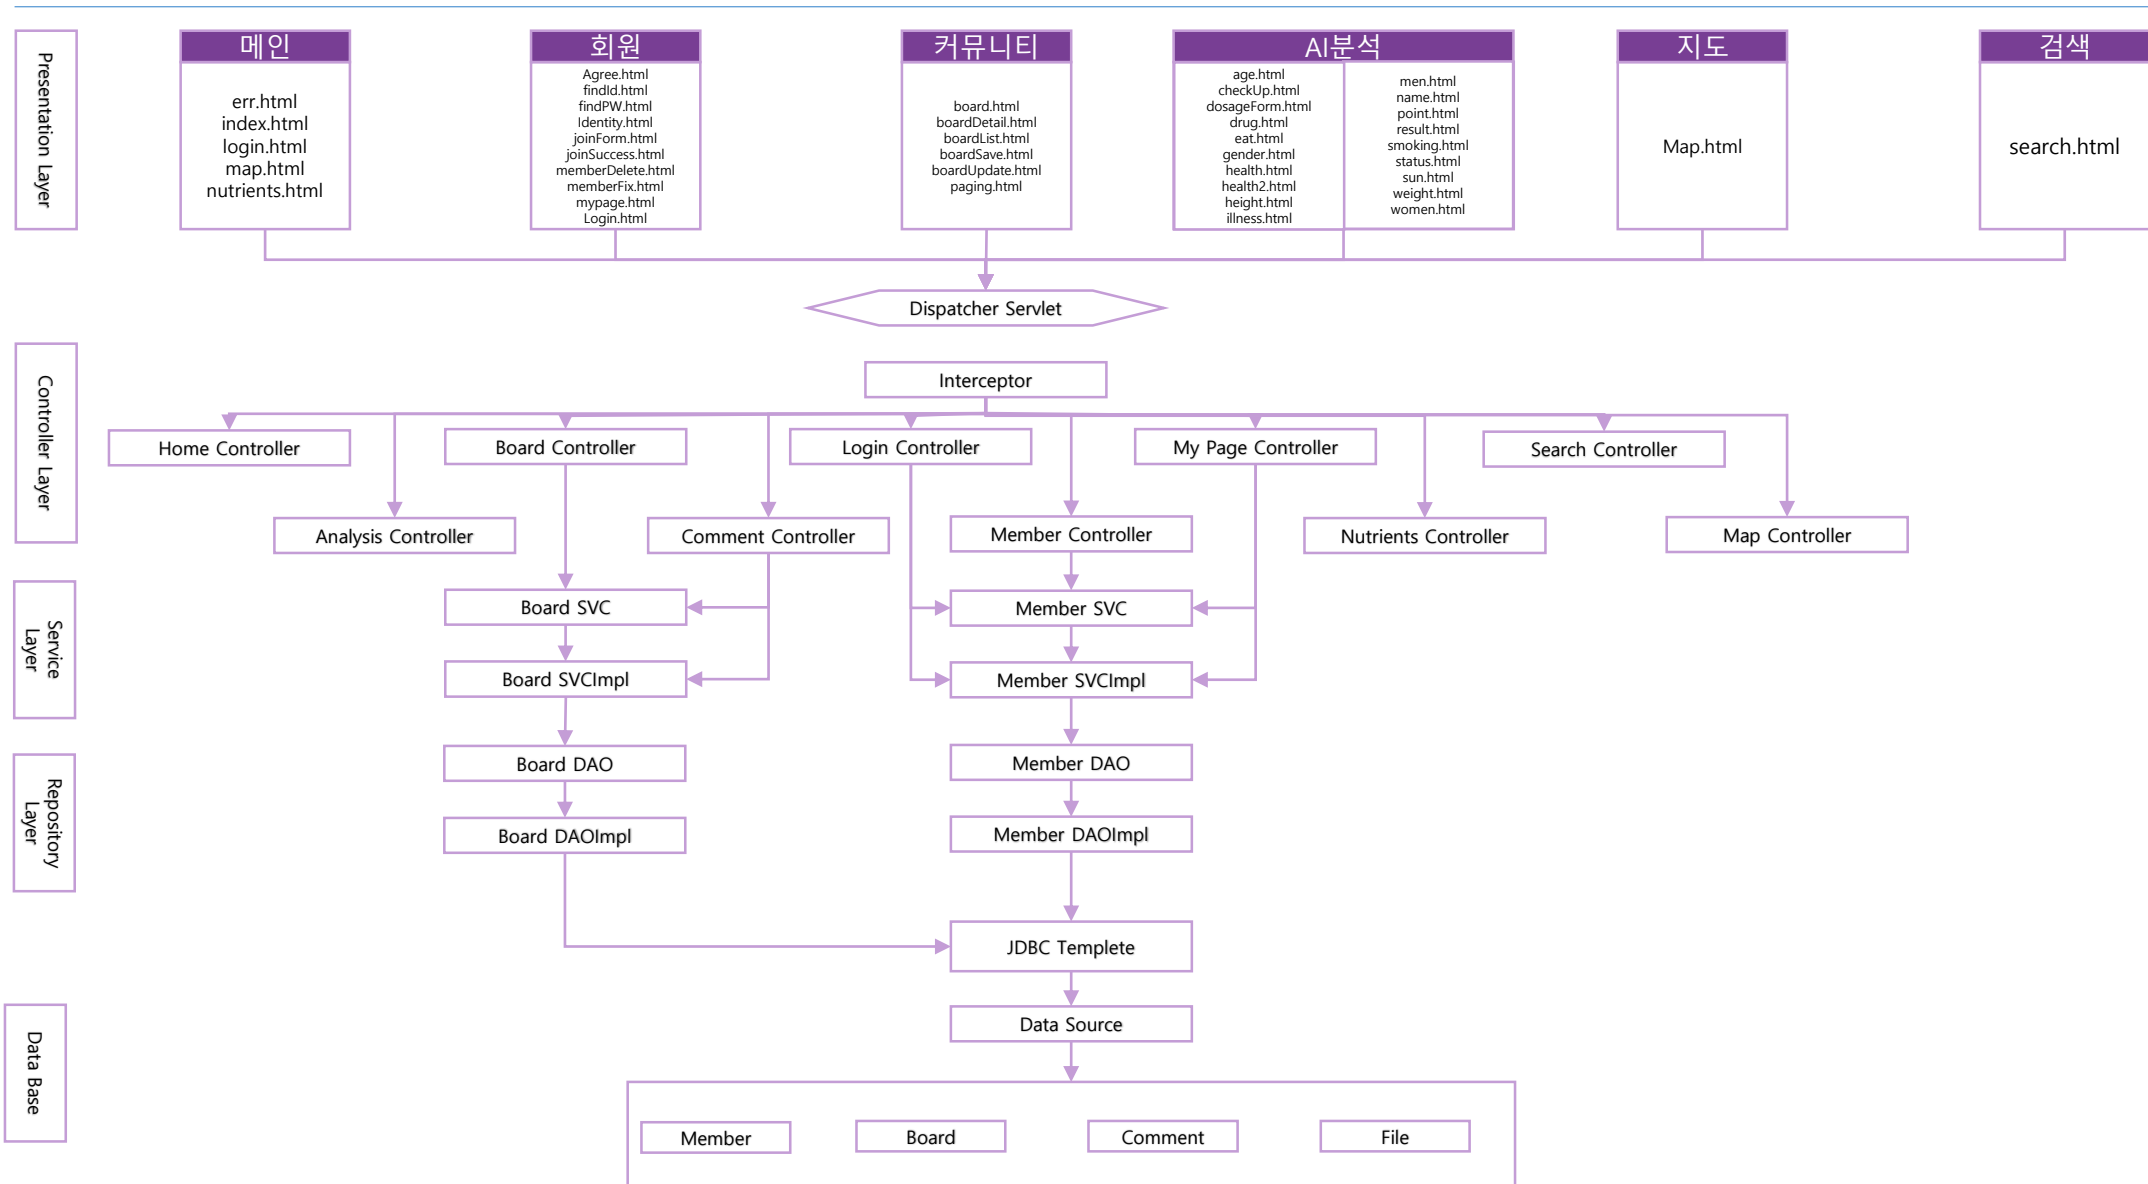 Presentation Layer
메인
err.html
index.html
login.html
map.html
nutrients.html
회원
Agree.html
findId.html
findPW.html
Identity.html
joinForm.html
joinSuccess.html
memberDelete.html
memberFix.html
mypage.html
Login.html
커뮤니티
board.html
boardDetail.html
boardList.html
boardSave.html
boardUpdate.html
paging.html
AI분석
age.html
checkUp.html
dosageForm.html
drug.html
eat.html
gender.html
health.html
health2.html
height.html
illness.html
men.html
name.html
point.html
result.html
smoking.html
status.html
sun.html
weight.html
women.html
지도
Map.html
검색
search.html
Dispatcher Servlet
Controller Layer
Interceptor
Home Controller
Board Controller
Login Controller
My Page Controller
Search Controller
Analysis Controller
Comment Controller
Member Controller
Nutrients Controller
Map Controller
Service
Layer
Board SVC
Member SVC
Board SVCImpl
Member SVCImpl
Repository
Layer
Board DAO
Member DAO
Board DAOImpl
Member DAOImpl
JDBC Templete
Data Base
Data Source
Member
Board
Comment
File